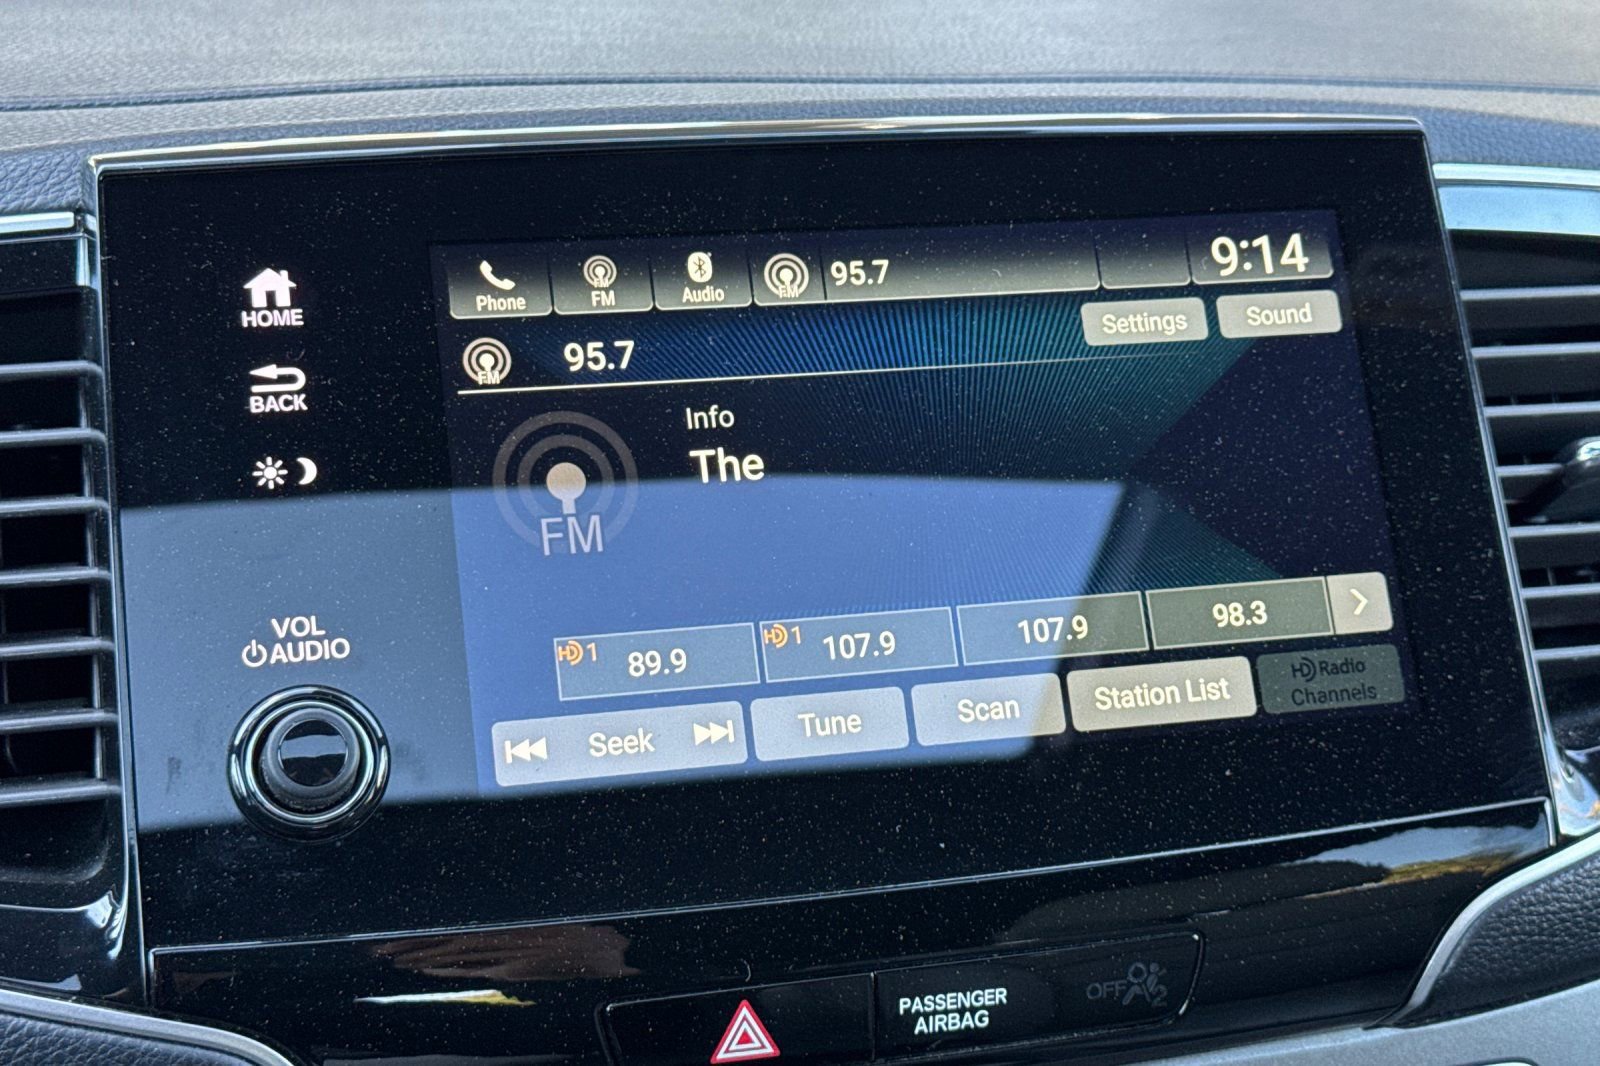 HOME
BACK
VOL
AUDIO
Phone
FM
FM
Audio
FM
95.7
9:14
Settings
Sound
FM
95.7
Info
The
FM
HD 1
89.9
HD 1
107.9
107.9
98.3
Seek
Tune
Scan
Station List
HD Radio
Channels
PASSENGER
AIRBAG
OFF
2